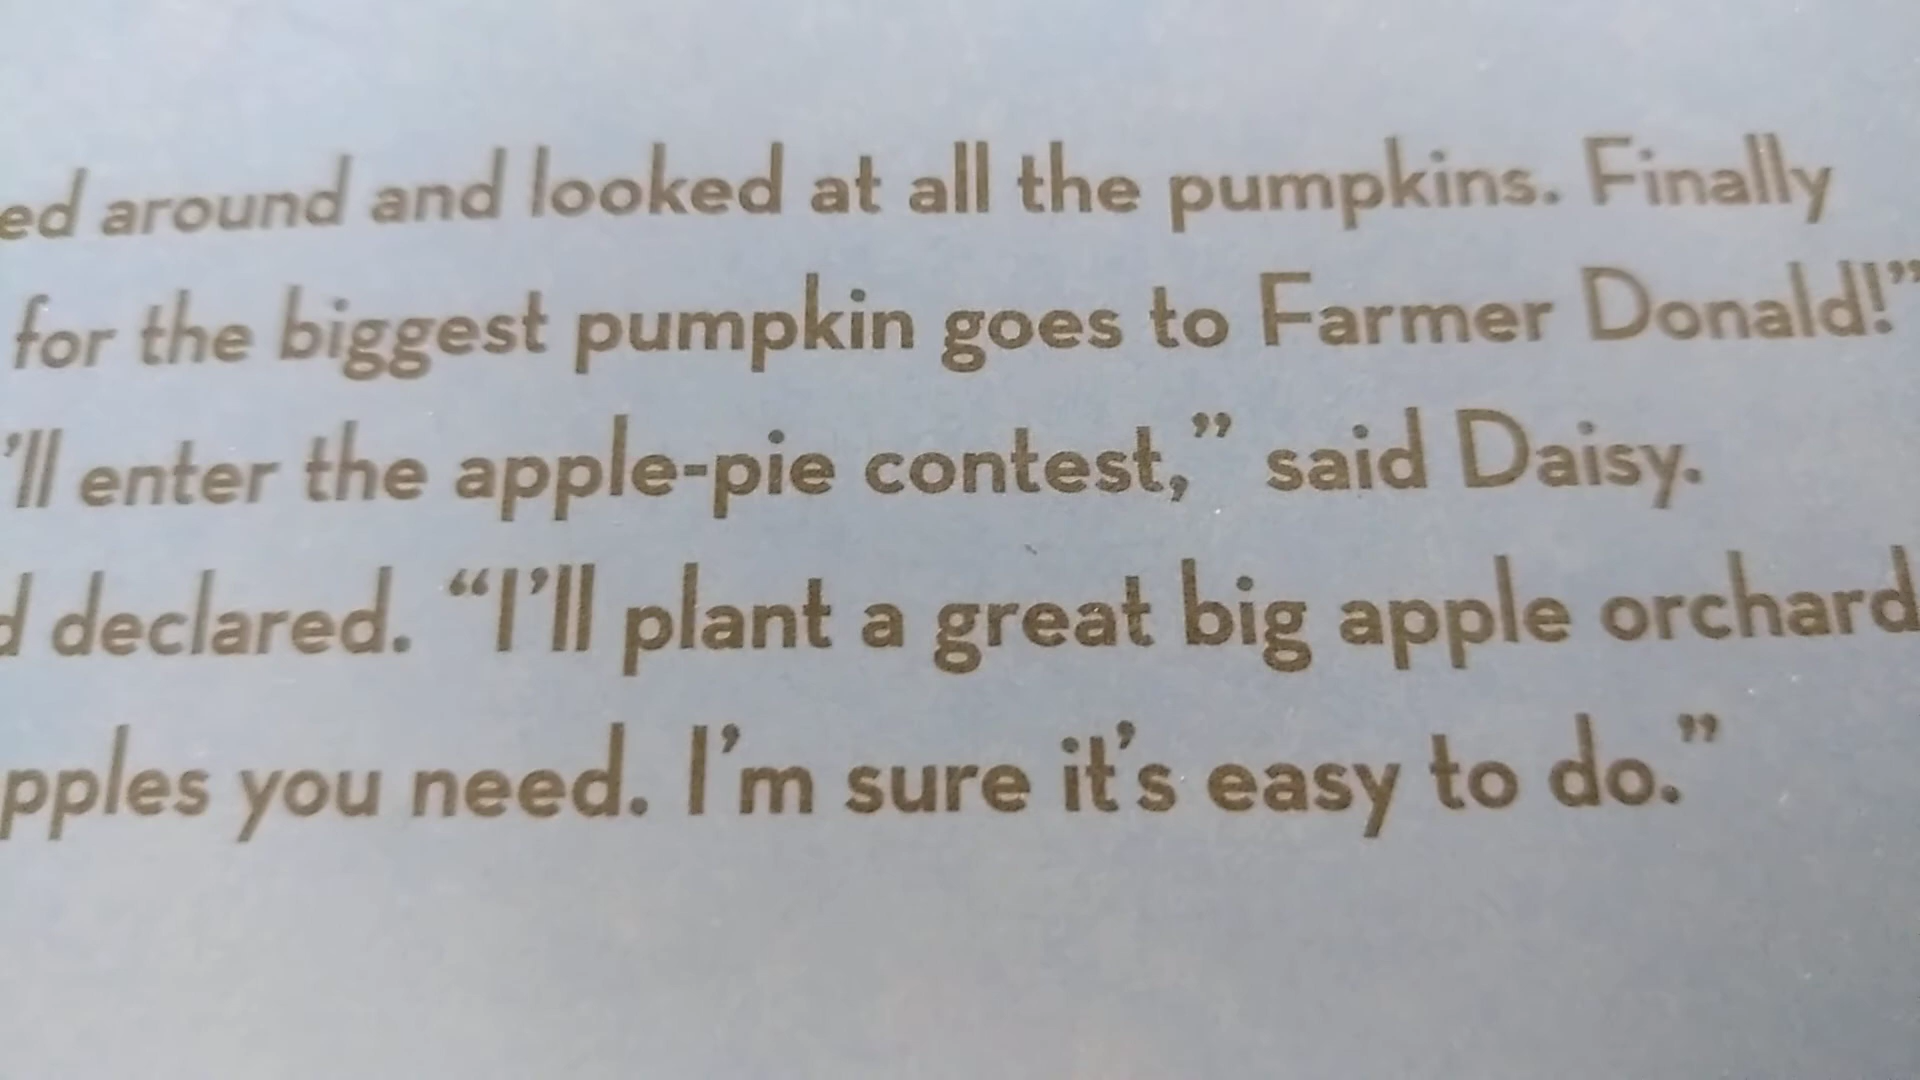 ed around and looked at all the pumpkins. Finally
for the biggest pumpkin goes to Farmer Donald!”
’ll enter the apple-pie contest,” said Daisy.
d declared. “I’ll plant a great big apple orchard
pples you need. I’m sure it’s easy to do.”